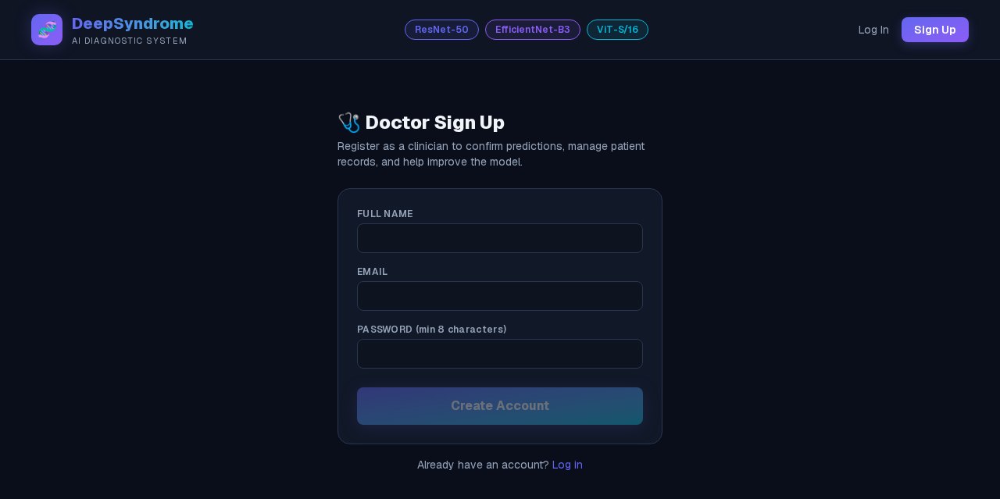 DeepSyndrome
AI DIAGNOSTIC SYSTEM
ResNet-50
EfficientNet-B3
ViT-S/16
Log In
Sign Up
Doctor Sign Up
Register as a clinician to confirm predictions, manage patient
records, and help improve the model.
FULL NAME
EMAIL
PASSWORD (min 8 characters)
Create Account
Already have an account? Log in